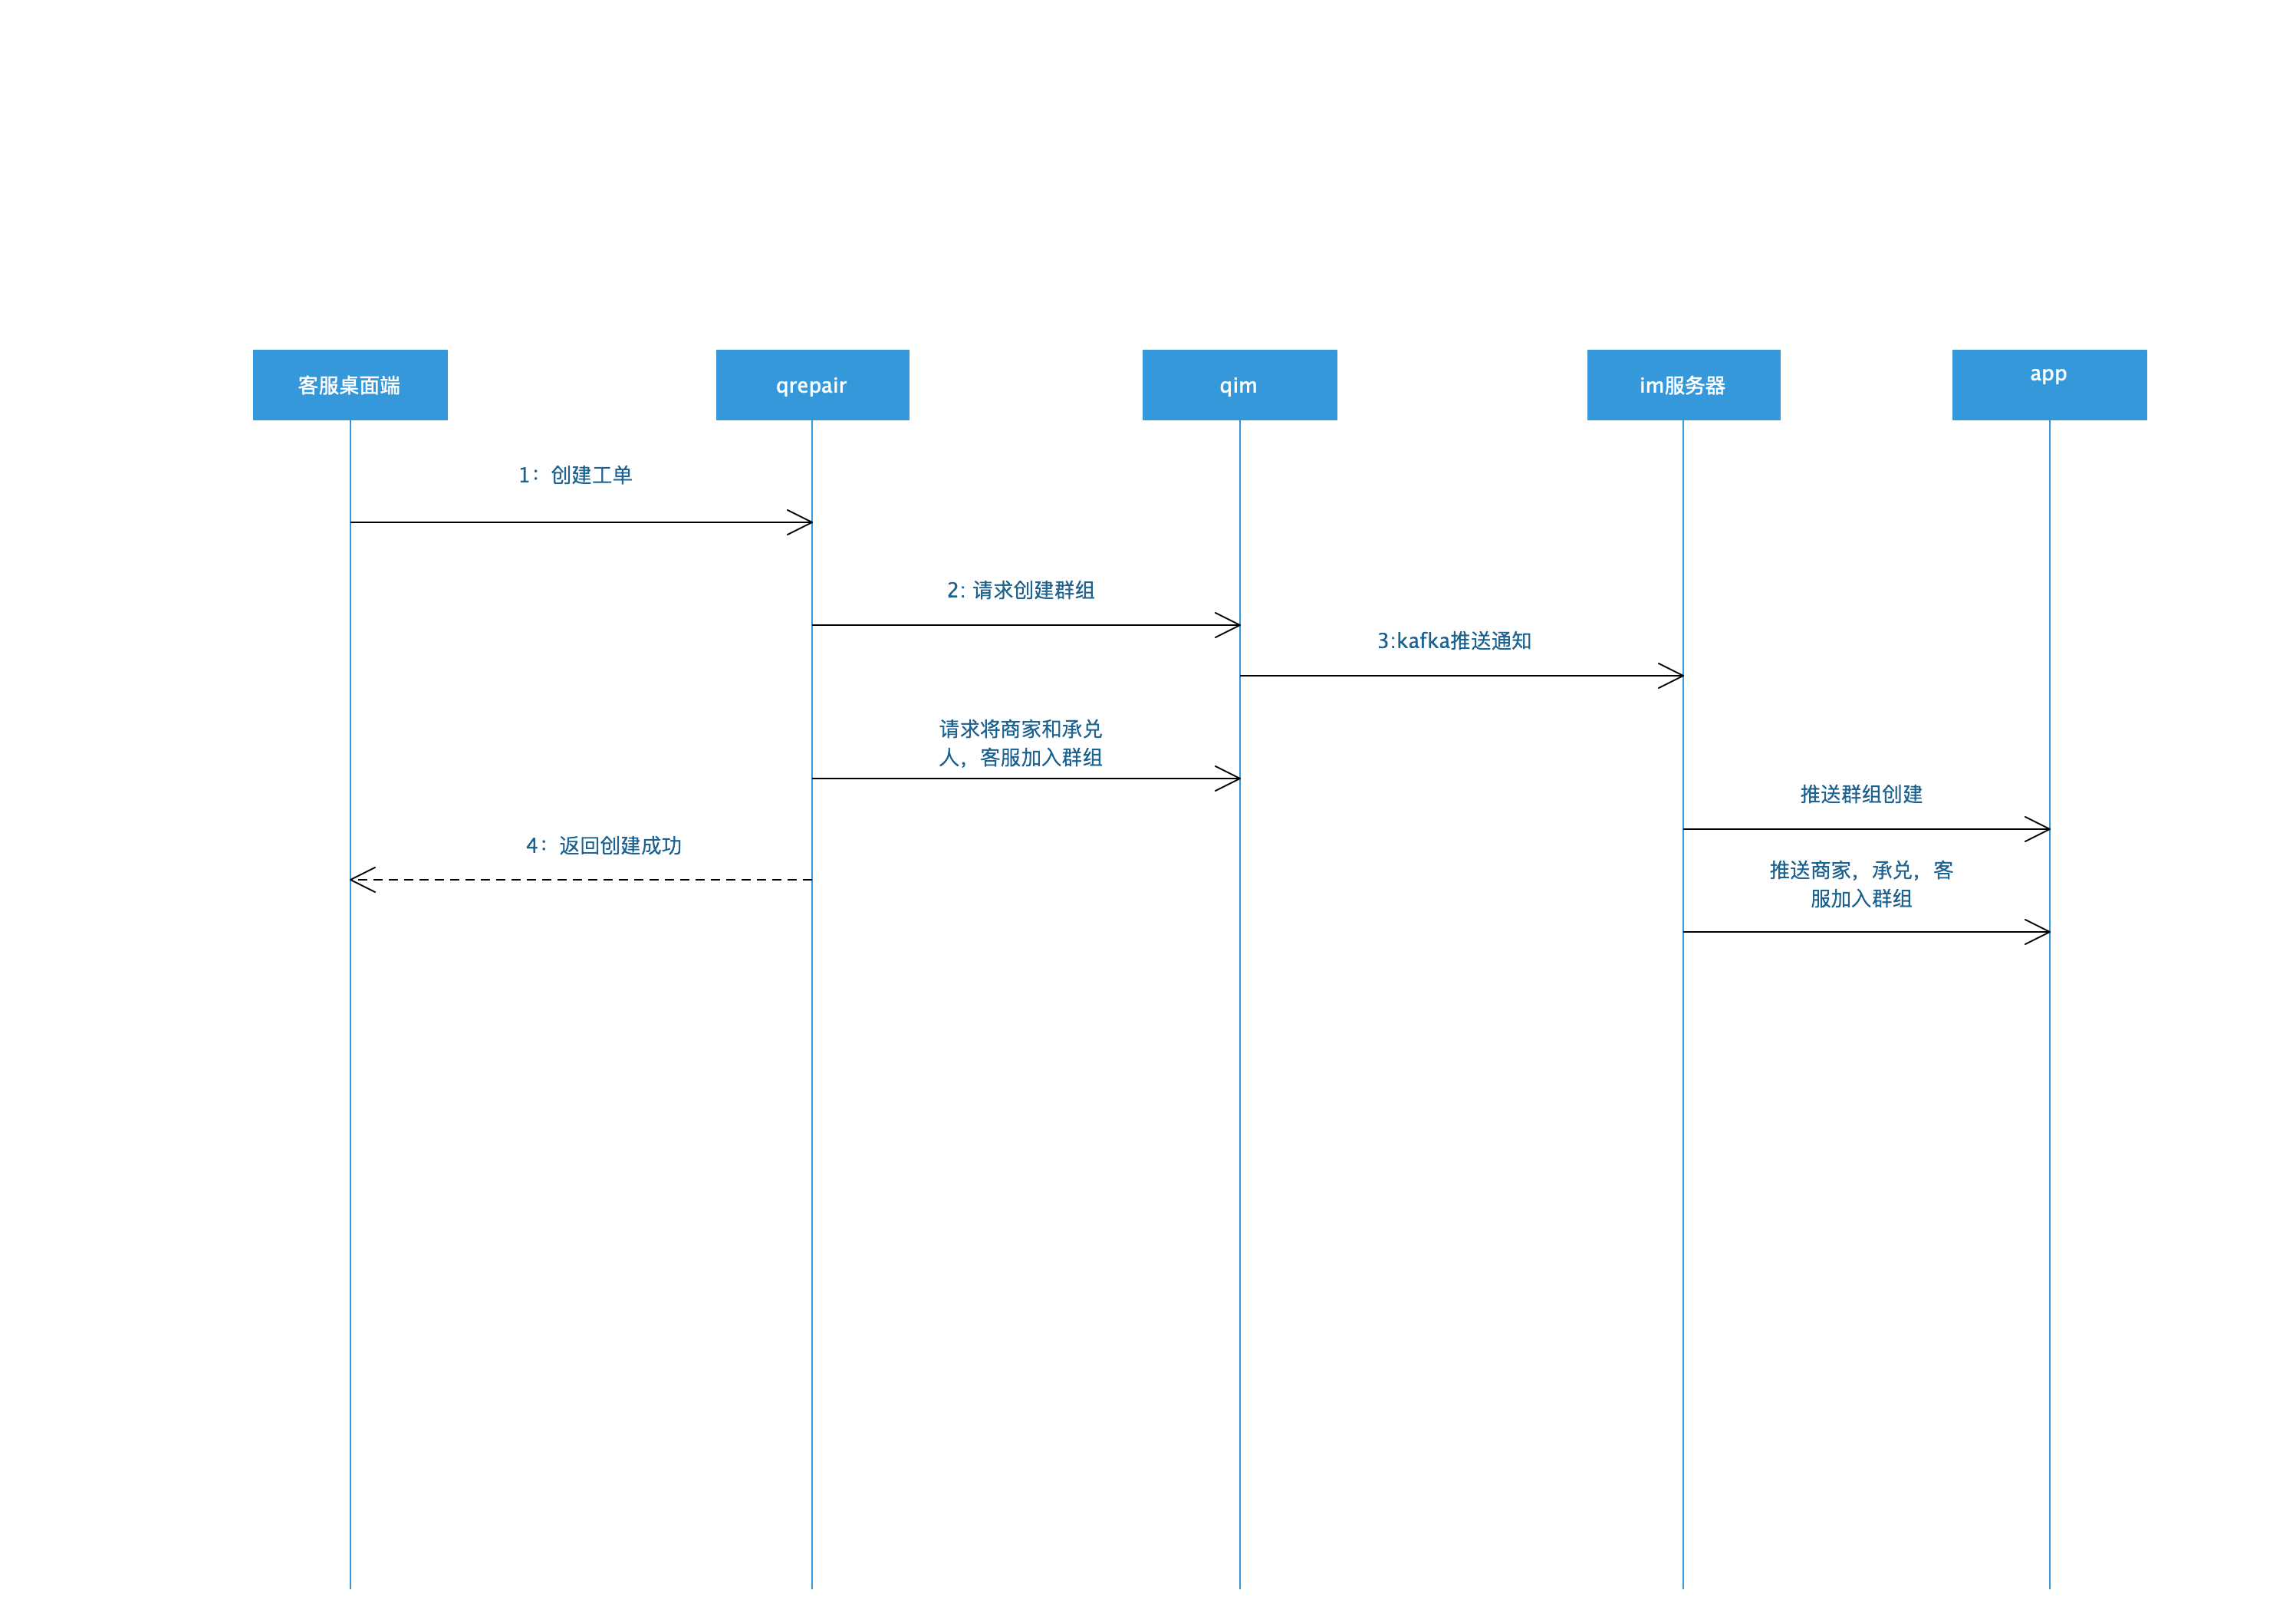 客服桌面端
qrepair
qim
im服务器
app
1：创建工单
2: 请求创建群组
3:kafka推送通知
请求将商家和承兑
人，客服加入群组
推送群组创建
4：返回创建成功
推送商家，承兑，客
服加入群组